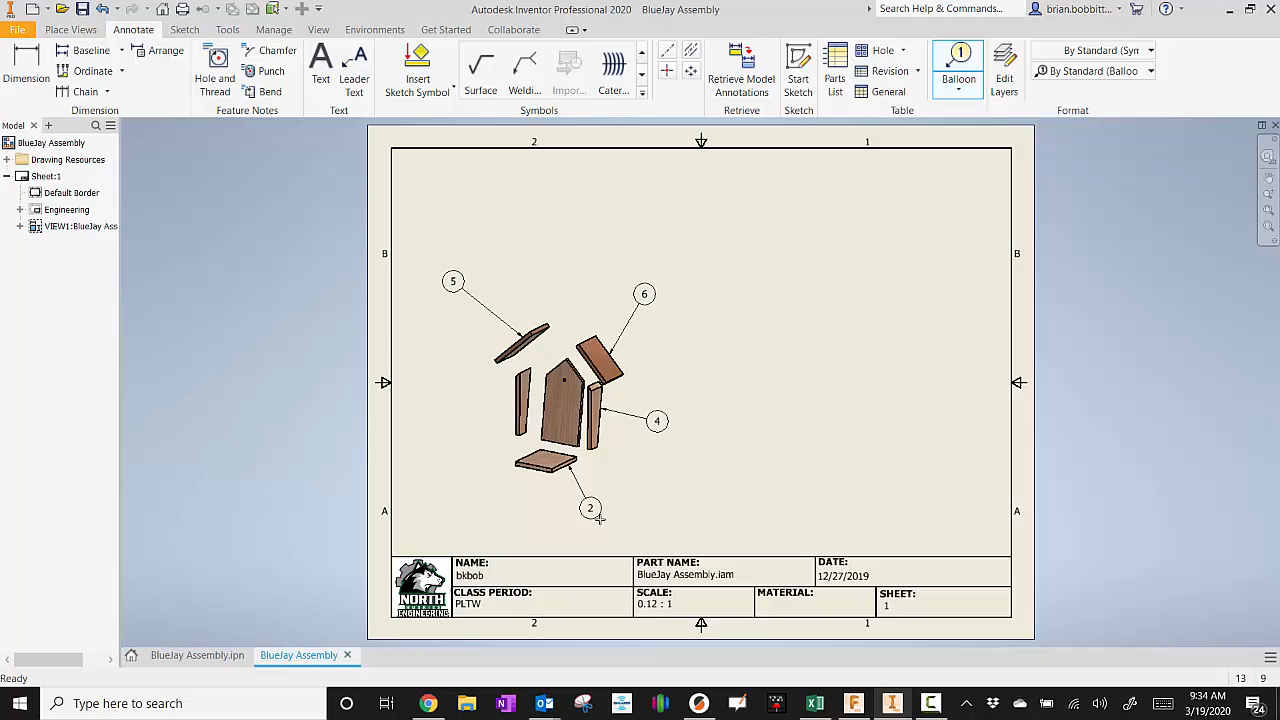 Autodesk Inventor Professional 2020 BlueJay Assembly
Search Help & Commands...
brian.bobbitt...
File Place Views Annotate Sketch Tools Manage View Environments Get Started Collaborate
Dimension
Baseline
Ordinate
Chain
Arrange
Dimension
Hole and Thread
Chamfer
Punch
Bend
Feature Notes
Text
Leader Text
Text
Insert Sketch Symbol
Surface
Weldi...
Impor...
Cater...
Symbols
Retrieve Model Annotations
Retrieve
Start Sketch
Sketch
Parts List
Hole
Revision
General
Table
1
Balloon
Edit Layers
By Standard (Syn
By Standard (Balloo
Format
Model
BlueJay Assembly
Drawing Resources
Sheet:1
Default Border
Engineering
VIEW1:BlueJay Ass
2 1
B B
5
6
4
2
A A
NORTH
ENGINEERING
NAME:
bkbob
PART NAME:
BlueJay Assembly.iam
DATE:
12/27/2019
CLASS PERIOD:
PLTW
SCALE:
0.12 : 1
MATERIAL:
SHEET:
1
2 1
BlueJay Assembly.ipn
BlueJay Assembly
Ready
13 9
Type here to search
9:34 AM
3/19/2020
24